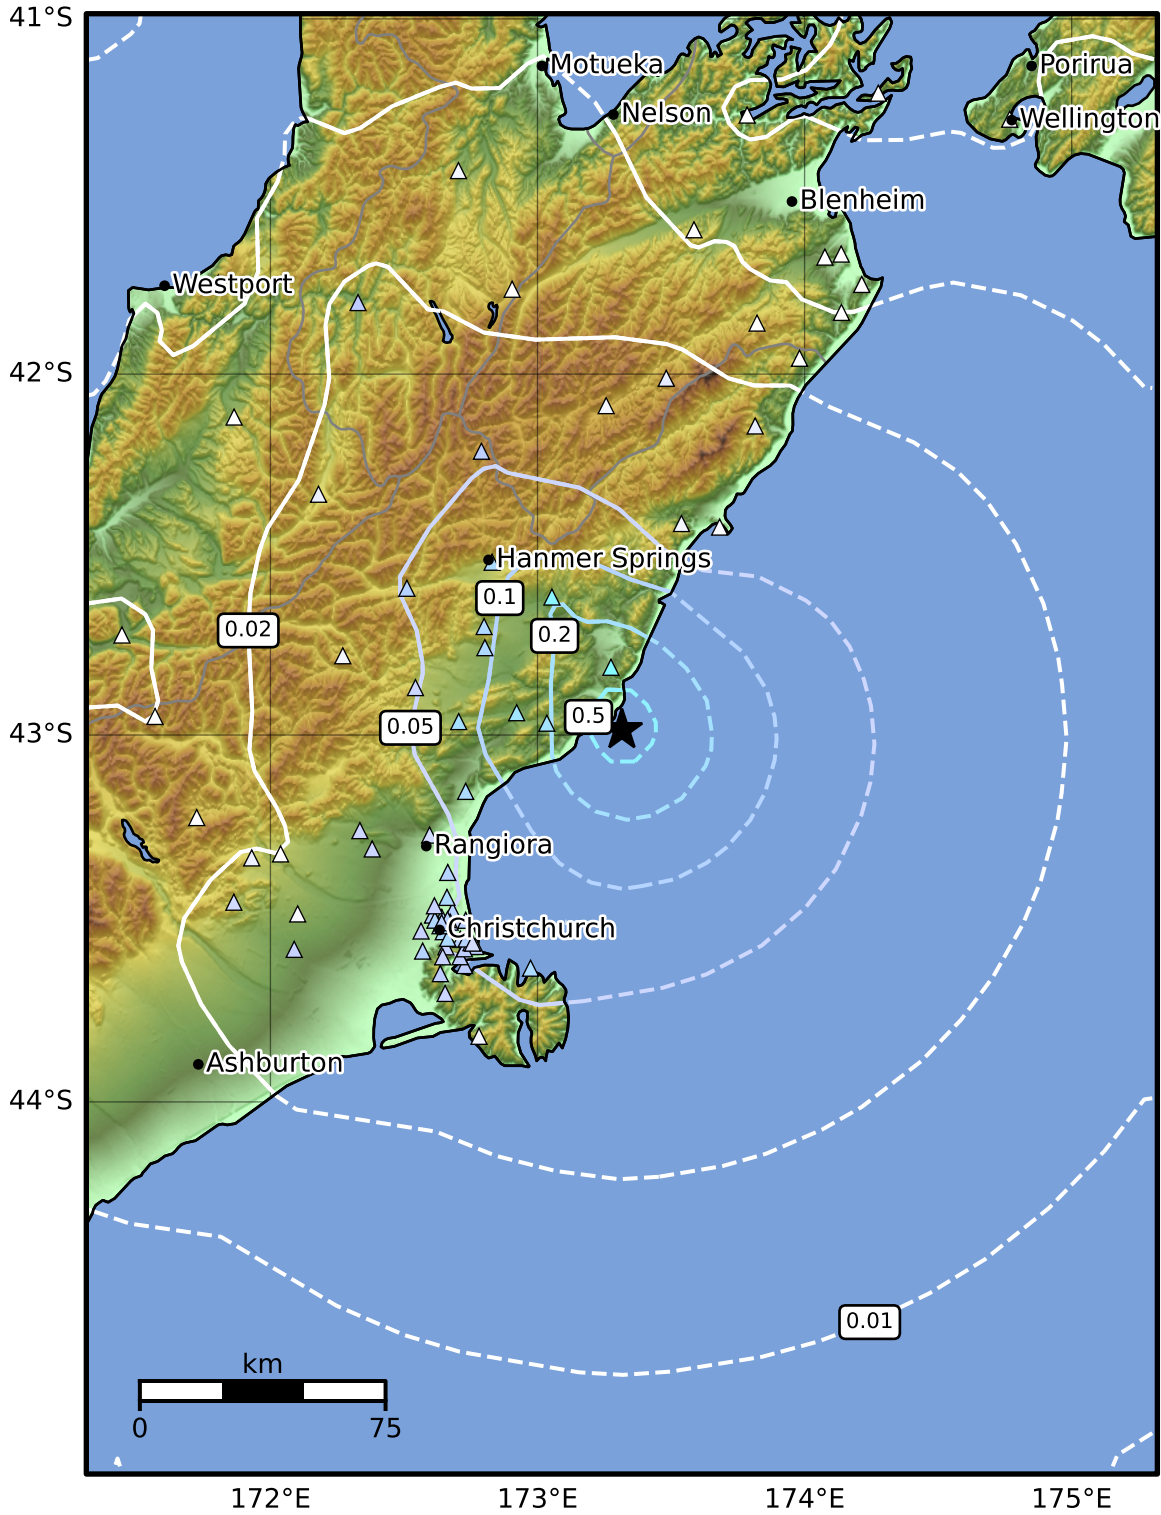 41°S
Motueka
Porirua
Nelson
Wellington
Blenheim
Westport
42°S
Hanmer Springs
0.1
0.02
0.2
0.5
0.05
43°S
Rangiora
Christchurch
Ashburton
44°S
0.01
km
0
75
172°E
173°E
174°E
175°E